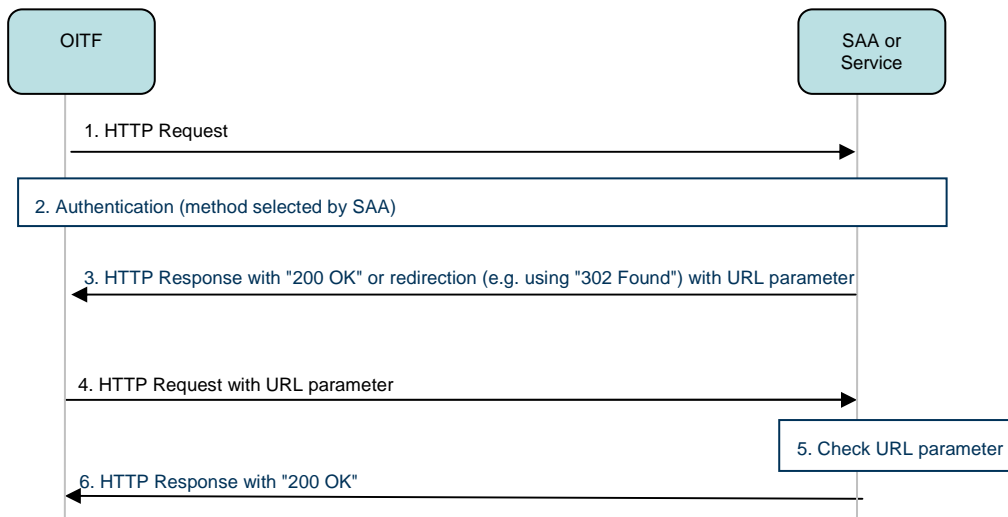 OITF
SAA or
Service
1. HTTP Request
2. Authentication (method selected by SAA)
3. HTTP Response with "200 OK" or redirection (e.g. using "302 Found") with URL parameter
4. HTTP Request with URL parameter
5. Check URL parameter
6. HTTP Response with "200 OK"